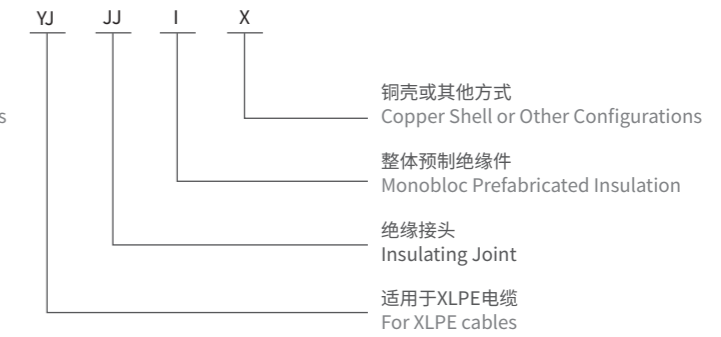 YJ JJ I X
铜壳或其他方式
s Copper Shell or Other Configurations
整体预制绝缘件
Monobloc Prefabricated Insulation
绝缘接头
Insulating Joint
适用于XLPE电缆
For XLPE cables